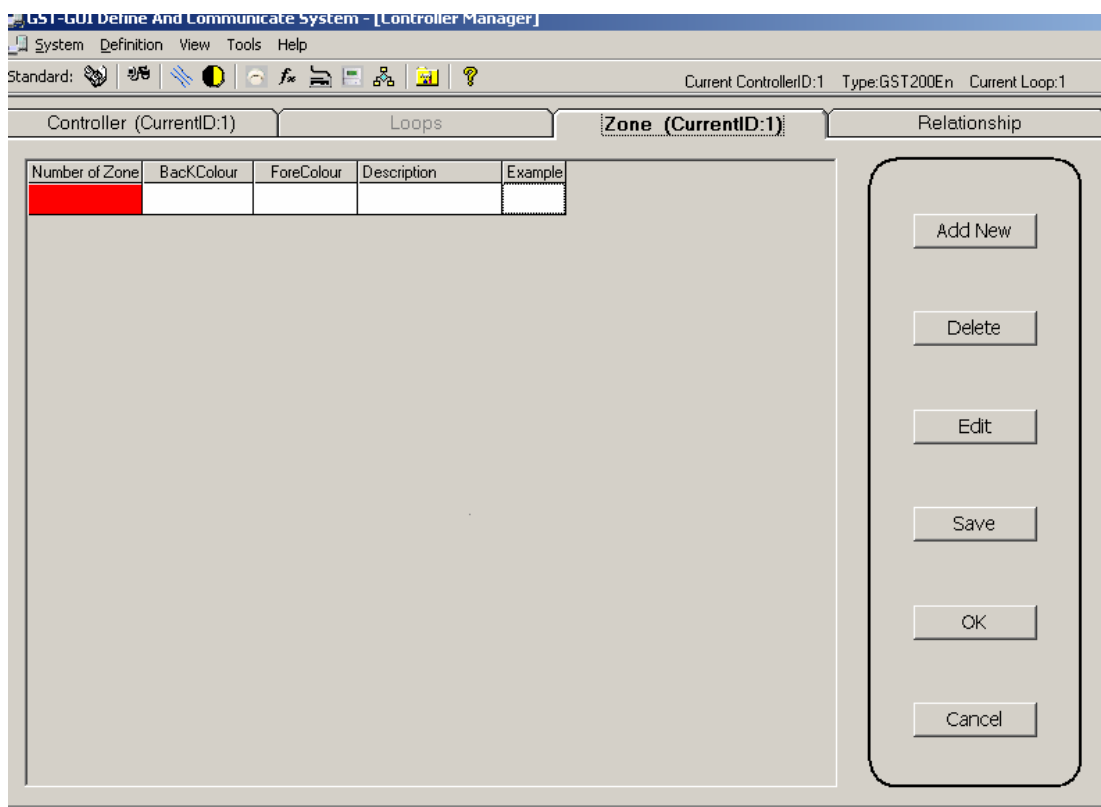 GST-GUI Define And Communicate System - [Controller Manager]
System Definition View Tools Help
Standard: Current ControllerID:1 Type:GST200En Current Loop:1
Controller (CurrentID:1) Loops Zone (CurrentID:1) Relationship
Number of Zone BacKColour ForeColour Description Example
Add New
Delete
Edit
Save
OK
Cancel